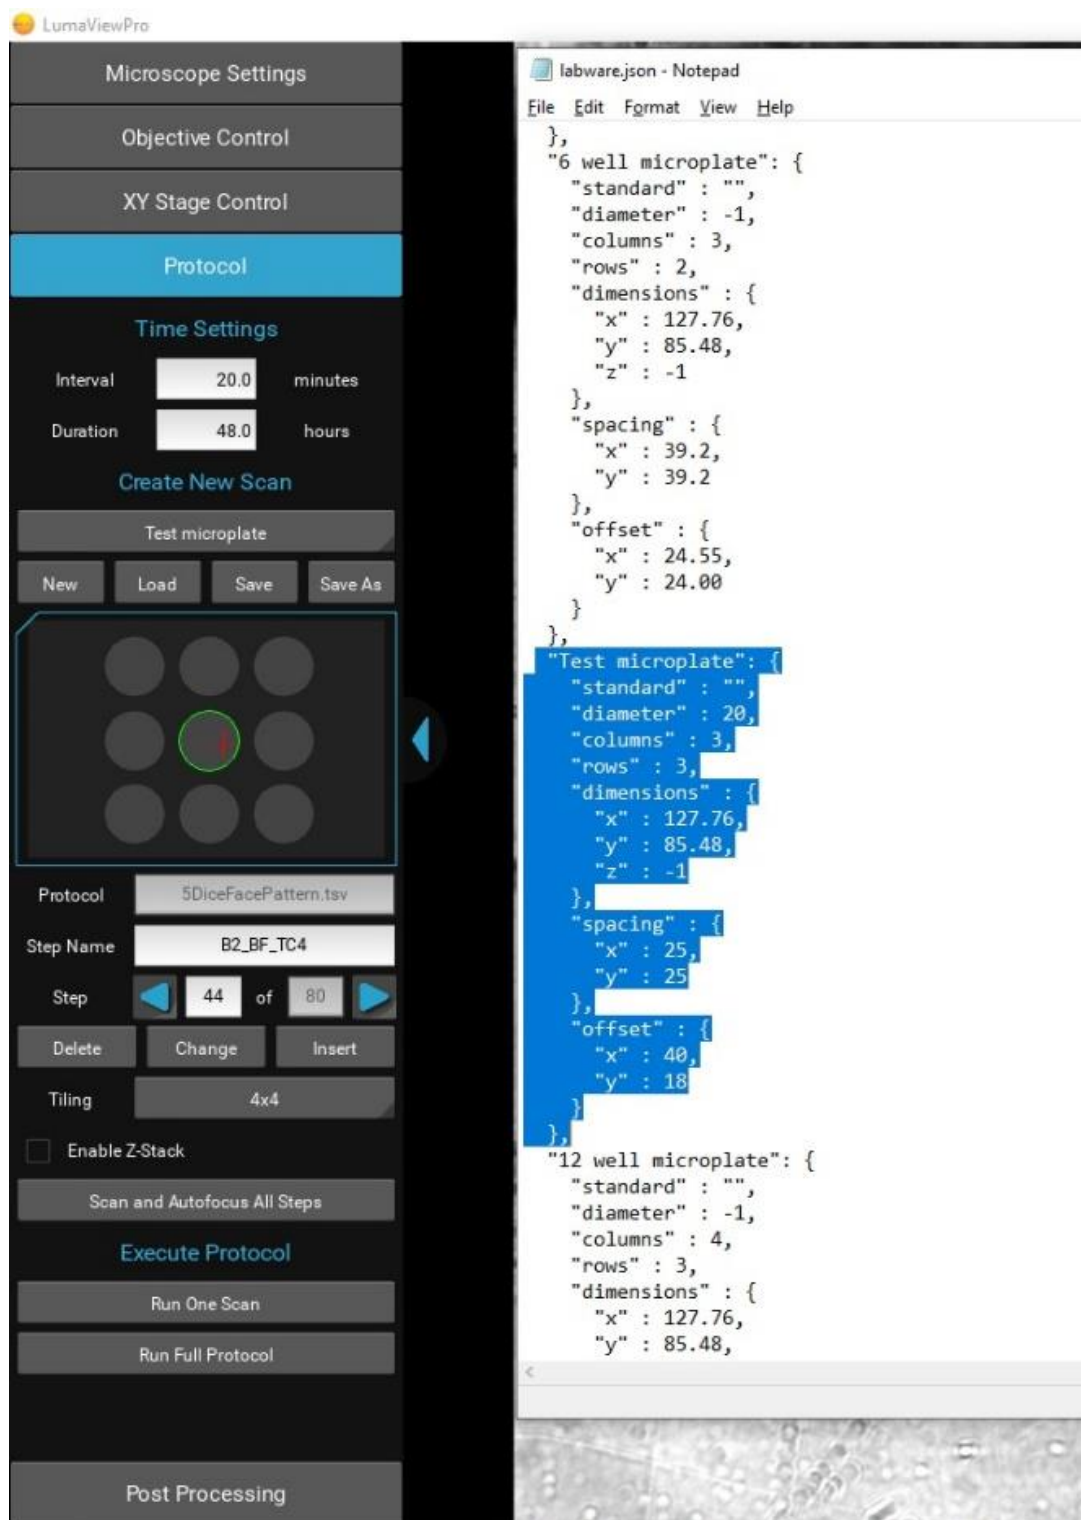 LumaViewPro
Microscope Settings
Objective Control
XY Stage Control
Protocol
Time Settings
Interval 20.0 minutes
Duration 48.0 hours
Create New Scan
Test microplate
New Load Save Save As
Protocol 5DiceFacePattern.tsv
Step Name B2_BF_TC4
Step 44 of 80
Delete Change Insert
Tiling 4x4
Enable Z-Stack
Scan and Autofocus All Steps
Execute Protocol
Run One Scan
Run Full Protocol
Post Processing
labware.json - Notepad
File Edit Format View Help
},
"6 well microplate": {
"standard" : "",
"diameter" : -1,
"columns" : 3,
"rows" : 2,
"dimensions" : {
"x" : 127.76,
"y" : 85.48,
"z" : -1
},
"spacing" : {
"x" : 39.2,
"y" : 39.2
},
"offset" : {
"x" : 24.55,
"y" : 24.00
}
},
"Test microplate": {
"standard" : "",
"diameter" : 20,
"columns" : 3,
"rows" : 3,
"dimensions" : {
"x" : 127.76,
"y" : 85.48,
"z" : -1
},
"spacing" : {
"x" : 25,
"y" : 25
},
"offset" : {
"x" : 40,
"y" : 18
}
},
"12 well microplate": {
"standard" : "",
"diameter" : -1,
"columns" : 4,
"rows" : 3,
"dimensions" : {
"x" : 127.76,
"y" : 85.48,